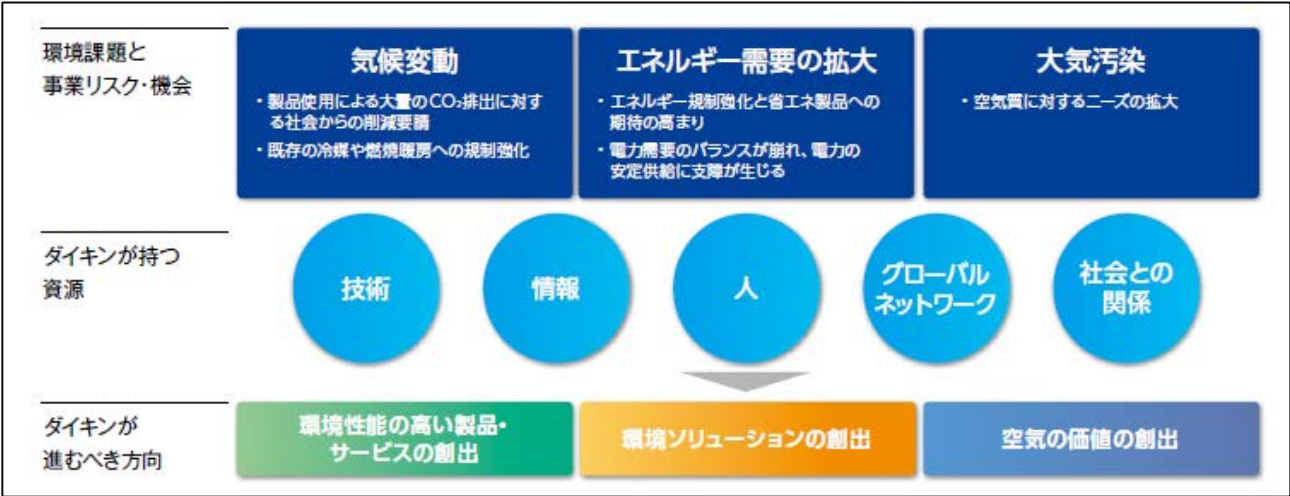 環境課題と
事業リスク・機会
気候変動
・製品使用による大量のCO₂排出に対す
る社会からの削減要請
・既存の冷媒や燃焼暖房への規制強化
エネルギー需要の拡大
・エネルギー規制強化と省エネ製品への
期待の高まり
・電力需要のバランスが崩れ、電力の
安定供給に支障が生じる
大気汚染
・空気質に対するニーズの拡大
ダイキンが持つ
資源
技術
情報
人
グローバル
ネットワーク
社会との
関係
ダイキンが
進むべき方向
環境性能の高い製品・
サービスの創出
環境ソリューションの創出
空気の価値の創出